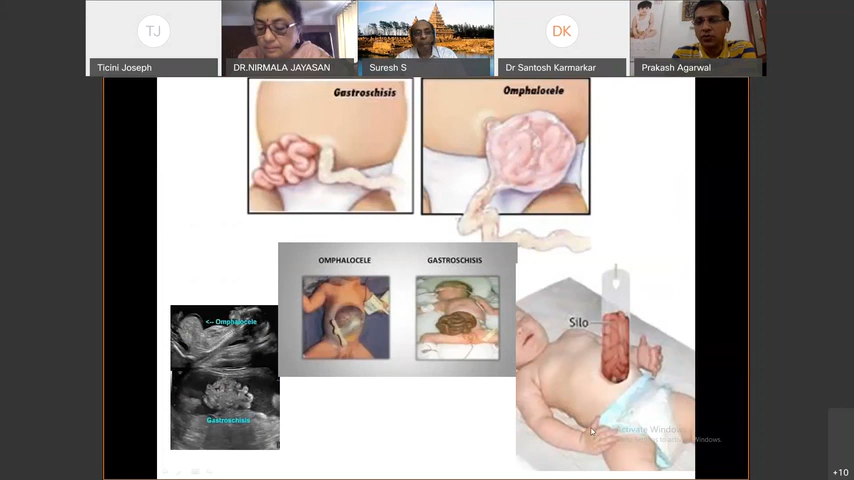 TJ
DK
Ticini Joseph
DR.NIRMALA JAYASAN
Suresh S
Dr Santosh Karmarkar
Prakash Agarwal
Gastroschisis
Omphalocele
OMPHALOCELE
GASTROSCHISIS
<-- Omphalocele
Gastroschisis
Silo
Activate Windows
Windows.
+10